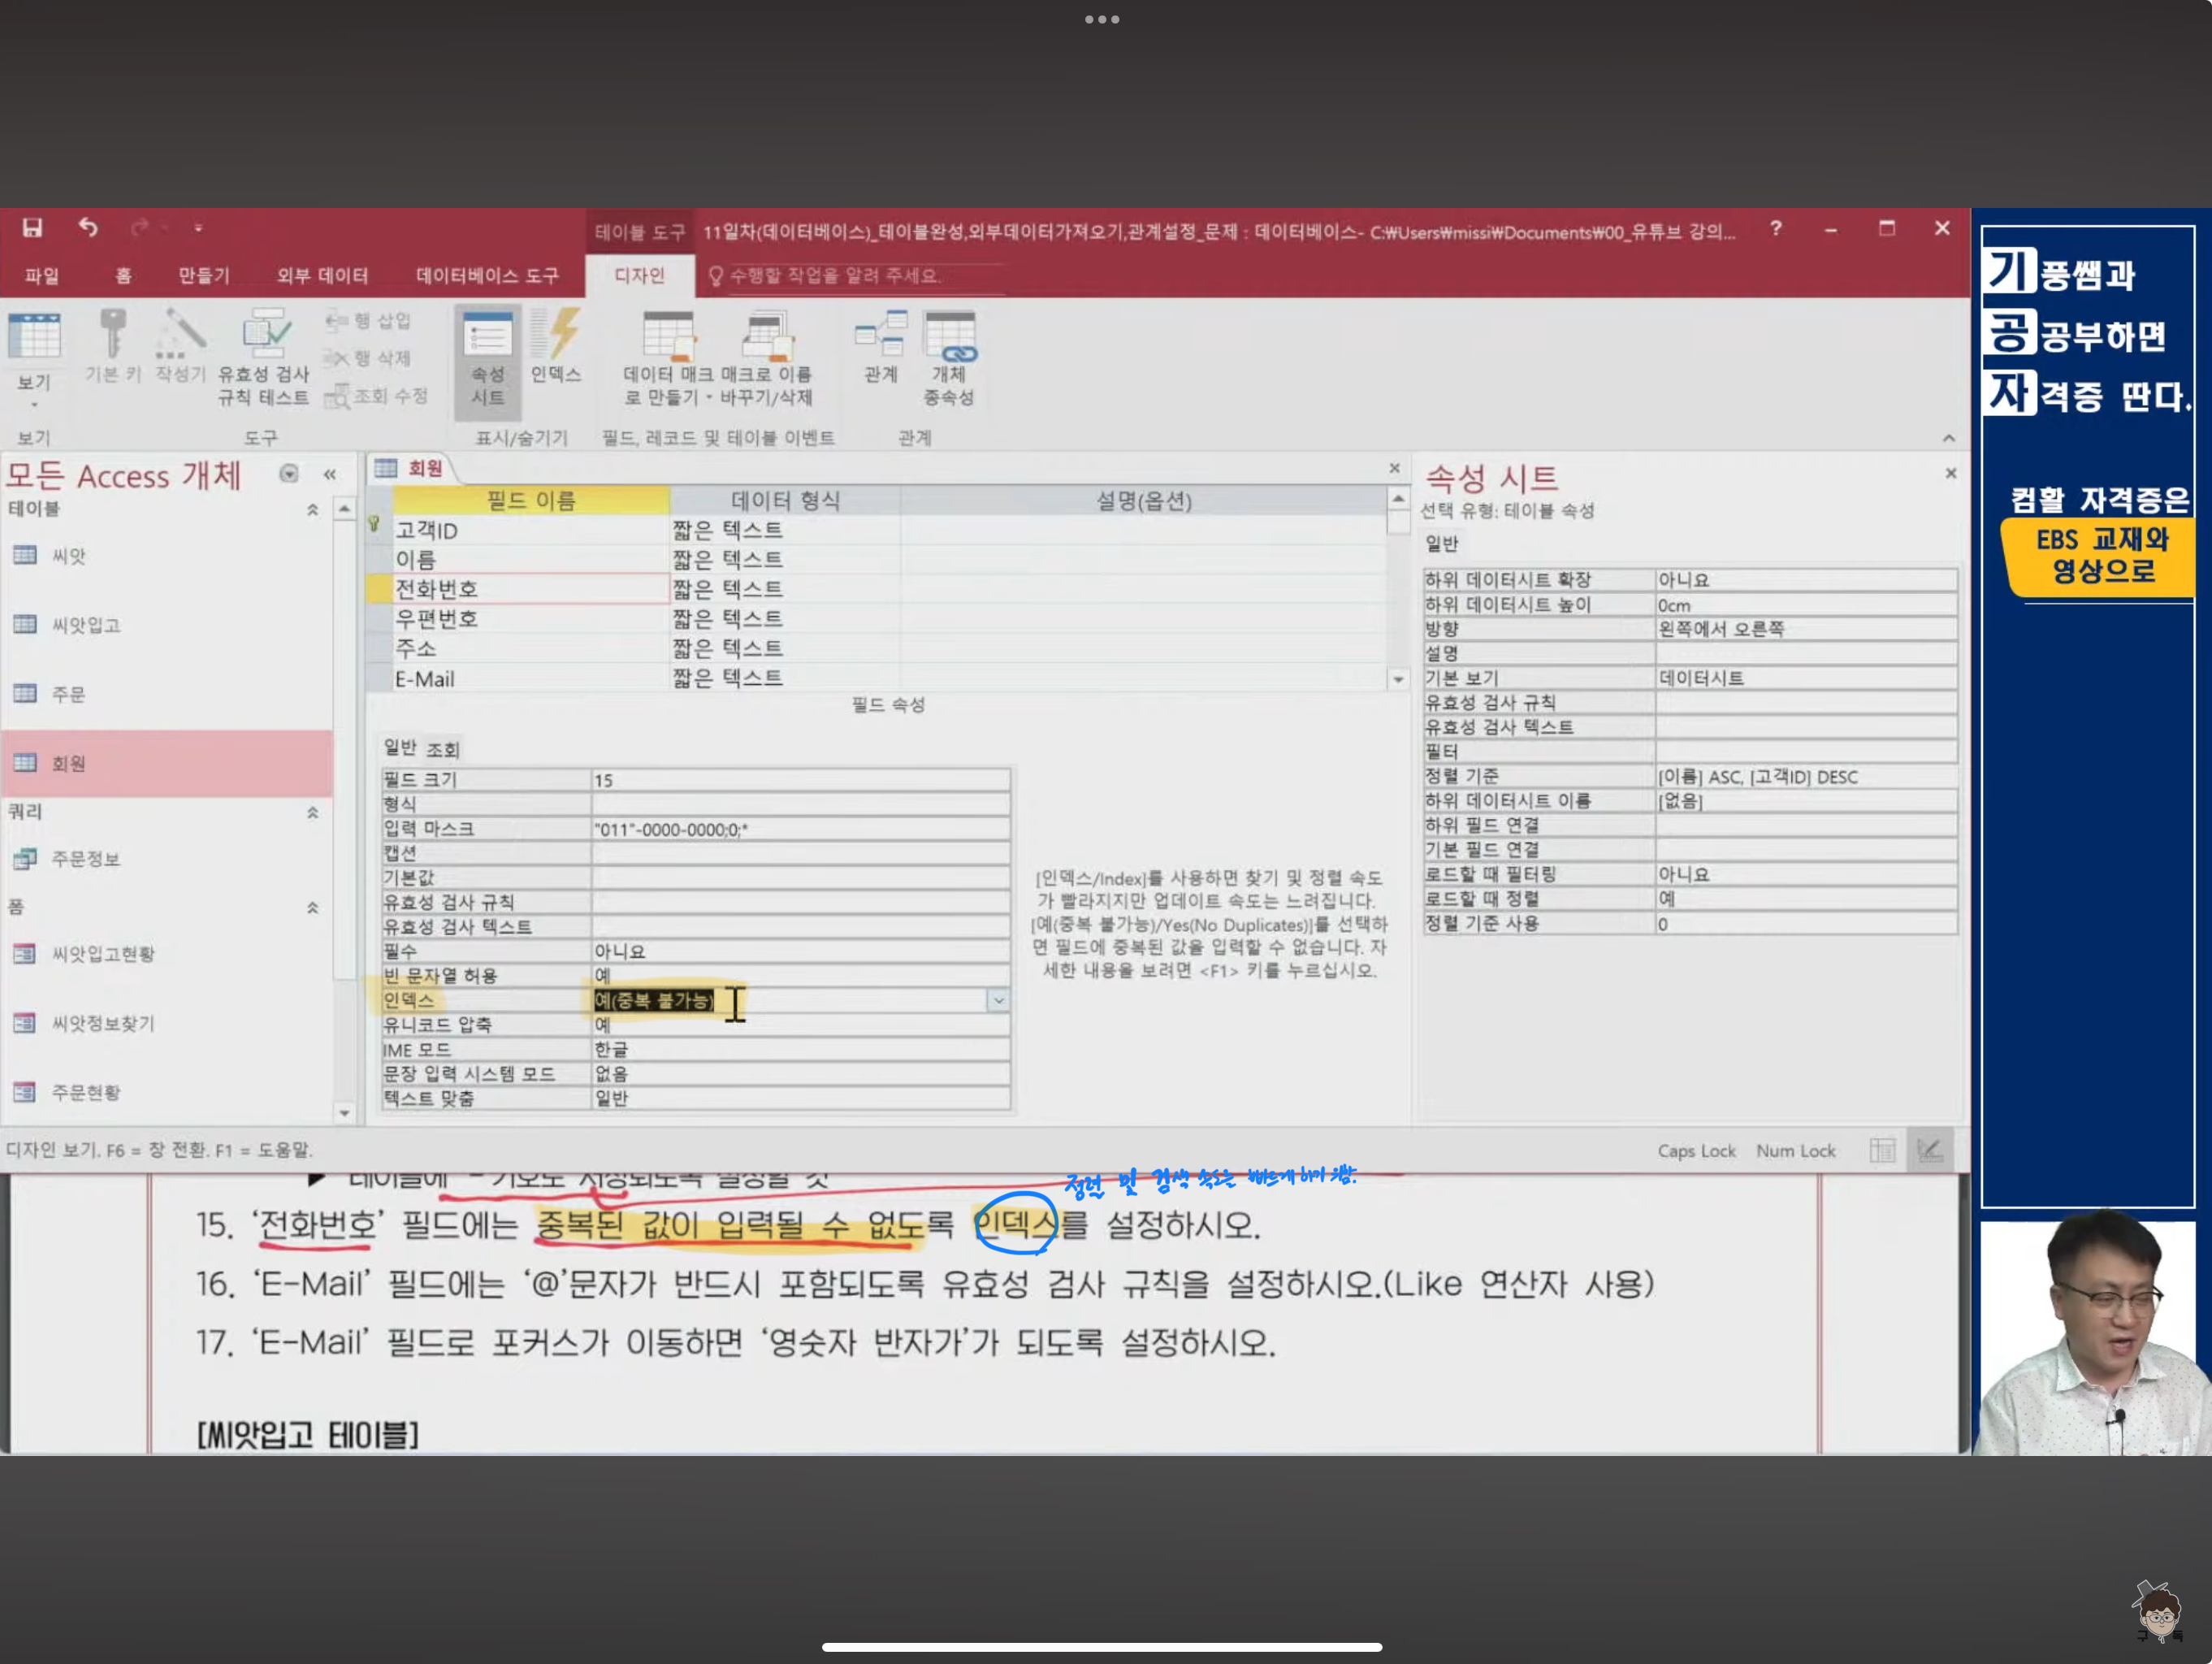 테이블 도구
11일차(데이터베이스)_테이블완성,외부데이터가져오기,관계설정_문제 : 데이터베이스- C:₩Users₩missi₩Documents₩00_유튜브 강의...
파일 홈 만들기 외부 데이터 데이터베이스 도구 디자인 수행할 작업을 알려 주세요.
보기
기본 키
작성기
유효성 검사
규칙 테스트
행 삽입
행 삭제
조회 수정
속성
시트
인덱스
데이터 매크
로 만들기
매크로 이름
바꾸기/삭제
관계
개체
종속성
보기 도구 표시/숨기기 필드, 레코드 및 테이블 이벤트 관계
모든 Access 개체
테이블
씨앗
씨앗입고
주문
회원
쿼리
주문정보
폼
씨앗입고현황
씨앗정보찾기
주문현황
회원
필드 이름 데이터 형식 설명(옵션)
고객ID 짧은 텍스트
이름 짧은 텍스트
전화번호 짧은 텍스트
우편번호 짧은 텍스트
주소 짧은 텍스트
E-Mail 짧은 텍스트
필드 속성
일반 조회
필드 크기 15
형식
입력 마스크 "011"-0000-0000;0;*
캡션
기본값
유효성 검사 규칙
유효성 검사 텍스트
필수 아니요
빈 문자열 허용 예
인덱스 예(중복 불가능)
유니코드 압축 예
IME 모드 한글
문장 입력 시스템 모드 없음
텍스트 맞춤 일반
[인덱스/Index]를 사용하면 찾기 및 정렬 속도
가 빨라지지만 업데이트 속도는 느려집니다.
[예(중복 불가능)/Yes(No Duplicates)]를 선택하
면 필드에 중복된 값을 입력할 수 없습니다. 자
세한 내용을 보려면 <F1> 키를 누르십시오.
속성 시트
선택 유형: 테이블 속성
일반
하위 데이터시트 확장 아니요
하위 데이터시트 높이 0cm
방향 왼쪽에서 오른쪽
설명
기본 보기 데이터시트
유효성 검사 규칙
유효성 검사 텍스트
필터
정렬 기준 [이름] ASC, [고객ID] DESC
하위 데이터시트 이름 [없음]
하위 필드 연결
기본 필드 연결
로드할 때 필터링 아니요
로드할 때 정렬 예
정렬 기준 사용 0
디자인 보기. F6 = 창 전환. F1 = 도움말.
Caps Lock Num Lock
▶ 테이블에 - 기호도 저장되도록 설정할 것
정렬 및 검색 속도를 빠르게 하기 위함.
15. ‘전화번호’ 필드에는 중복된 값이 입력될 수 없도록 인덱스를 설정하시오.
16. ‘E-Mail’ 필드에는 ‘@’문자가 반드시 포함되도록 유효성 검사 규칙을 설정하시오.(Like 연산자 사용)
17. ‘E-Mail’ 필드로 포커스가 이동하면 ‘영숫자 반자가’가 되도록 설정하시오.
[씨앗입고 테이블]
기풍쌤과
공공부하면
자격증 딴다.
컴활 자격증은
EBS 교재와
영상으로
구독